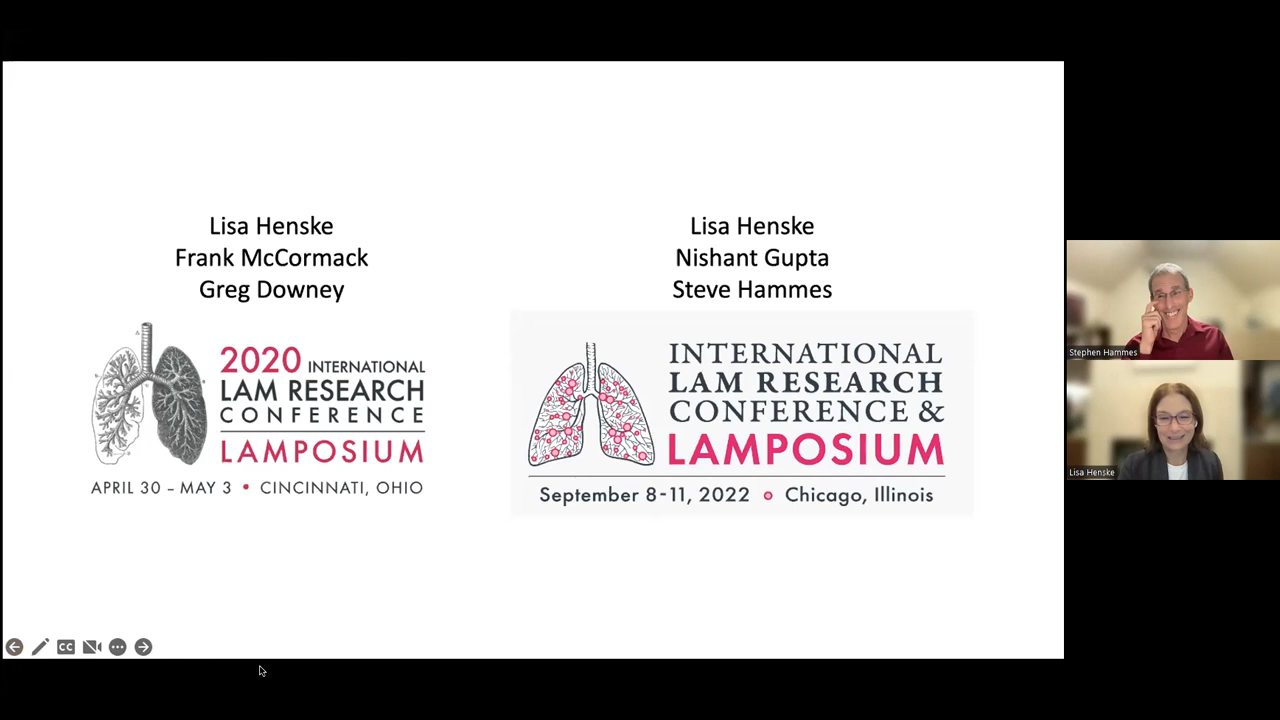 Lisa Henske
Frank McCormack
Greg Downey
2020 INTERNATIONAL
LAM RESEARCH
CONFERENCE
LAMPOSIUM
APRIL 30 – MAY 3 • CINCINNATI, OHIO
Lisa Henske
Nishant Gupta
Steve Hammes
INTERNATIONAL
LAM RESEARCH
CONFERENCE &
LAMPOSIUM
September 8-11, 2022 • Chicago, Illinois
CC
Stephen Hammes
Lisa Henske